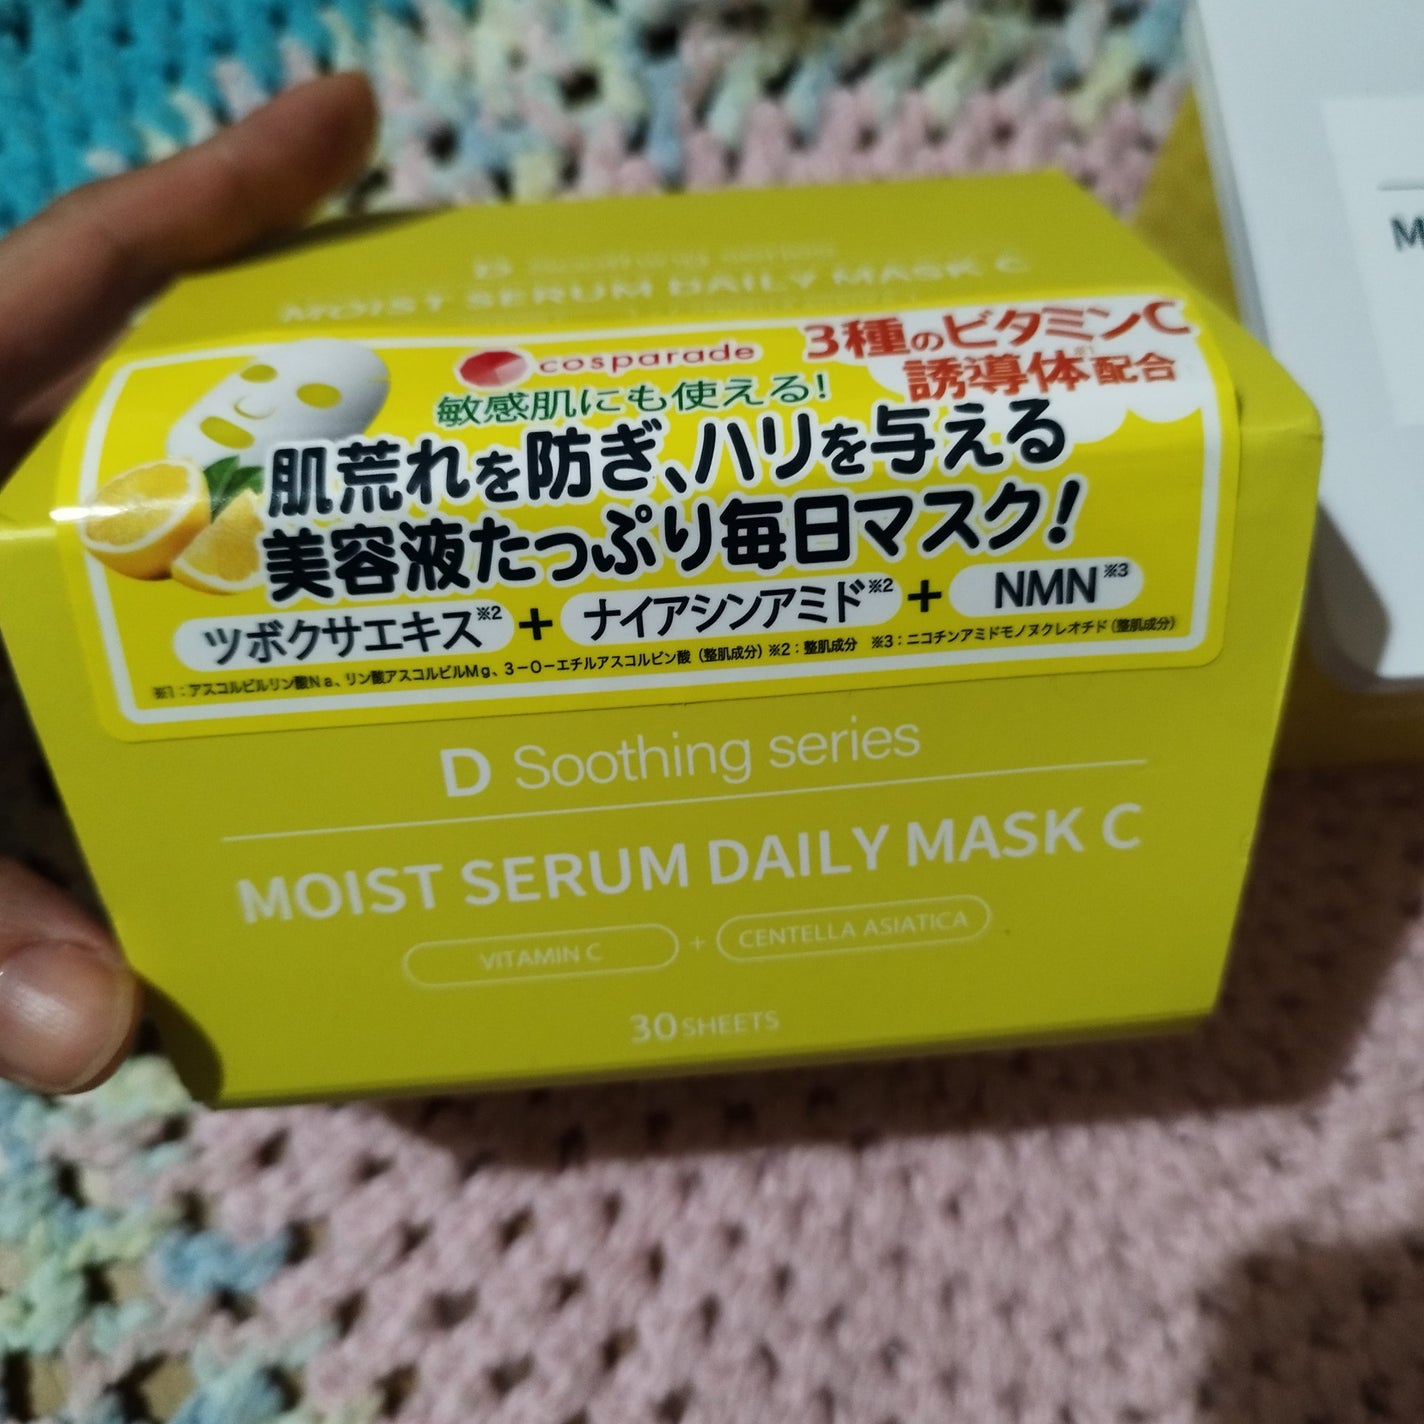 D Soothing series
MOIST SERUM DAILY MASK C
cosparade
3種のビタミンC
誘導体※1配合
敏感肌にも使える!
肌荒れを防ぎ、ハリを与える
美容液たっぷり毎日マスク!
ツボクサエキス※2 + ナイアシンアミド※2 + NMN※3
※1:アスコルビルリン酸Na、リン酸アスコルビルMg、3-O-エチルアスコルビン酸(整肌成分)※2:整肌成分 ※3:ニコチンアミドモノヌクレオチド(整肌成分)
D Soothing series
MOIST SERUM DAILY MASK C
VITAMIN C + CENTELLA ASIATICA
30 SHEETS